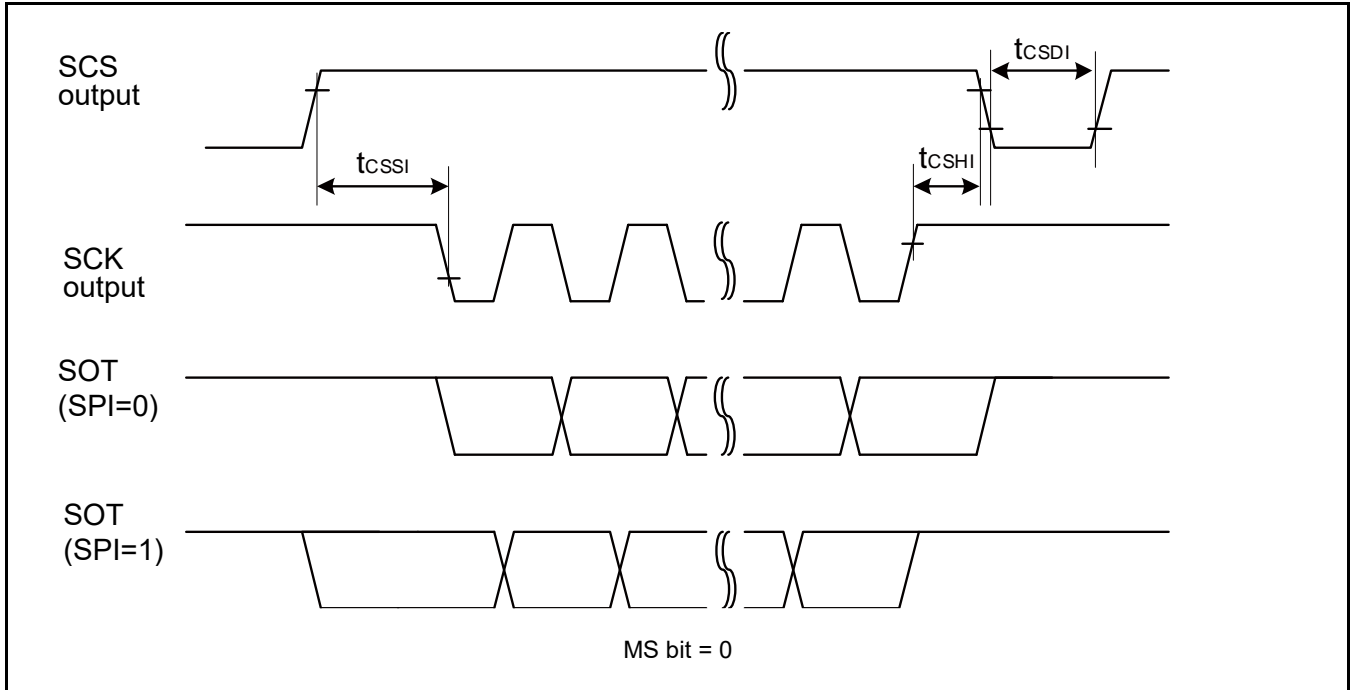 SCS
output
tCSDI
tCSSI
tCSHI
SCK
output
SOT
(SPI=0)
SOT
(SPI=1)
MS bit = 0